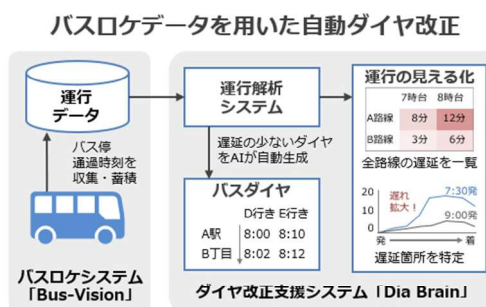 バスロケデータを用いた自動ダイヤ改正
運行
データ
バス停
通過時刻を
収集・蓄積
バスロケシステム
「Bus-Vision」
運行解析
システム
遅延の少ないダイヤ
をAIが自動生成
バスダイヤ
D行き E行き
A駅 8:00 8:10
B丁目 8:02 8:12
運行の見える化
7時台 8時台
A路線 8分 12分
B路線 3分 6分
全路線の遅延を一覧
20
10
0
遅れ
拡大!
7:30発
9:00発
発 着
遅延箇所を特定
ダイヤ改正支援システム「Dia Brain」